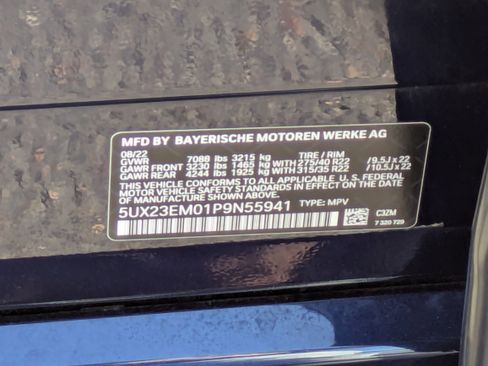 MFD BY BAYERISCHE MOTOREN WERKE AG
08/22 TIRE / RIM
GVWR 7088 lbs 3215 kg
GAWR FRONT 3230 lbs 1465 kg WITH 275/40 R22 / 9.5J x 22
GAWR REAR 4244 lbs 1925 kg WITH 315/35 R22 / 10.5J x 22
THIS VEHICLE CONFORMS TO ALL APPLICABLE U. S. FEDERAL
MOTOR VEHICLE SAFETY STANDARDS IN EFFECT ON THE
DATE OF MANUFACTURE SHOWN ABOVE.
5UX23EM01P9N55941 TYPE: MPV
C3ZM
7 320 729